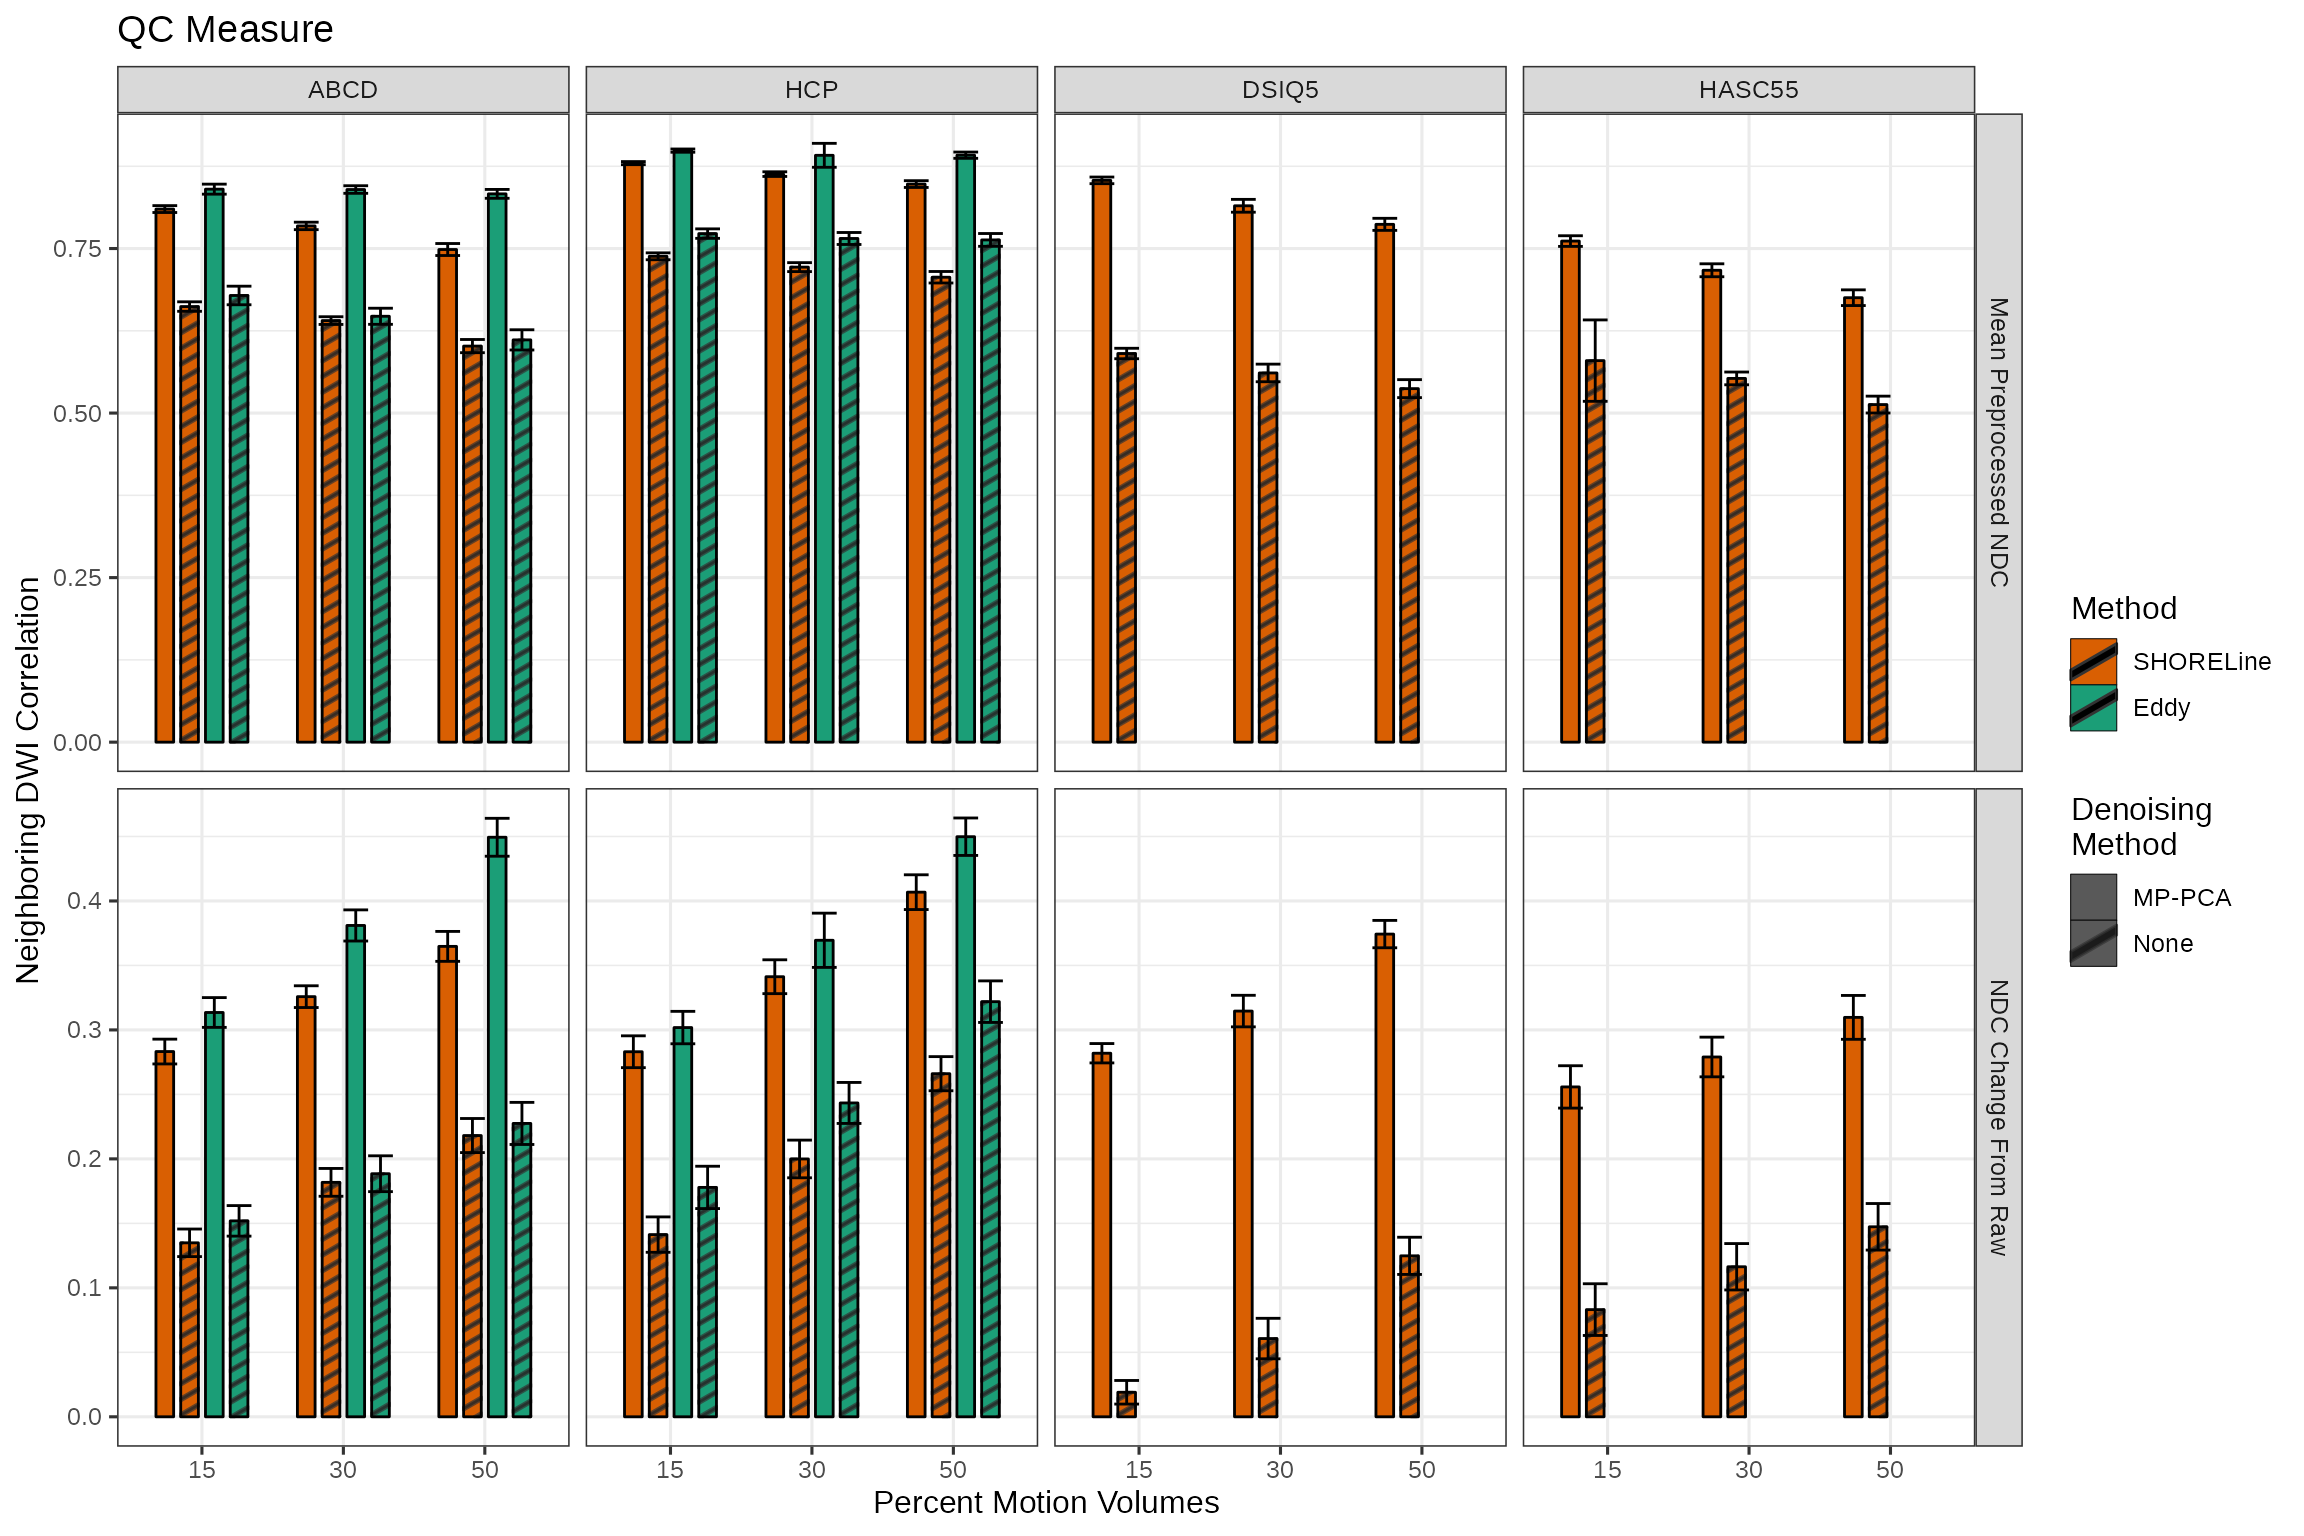 QC Measure
ABCD
HCP
DSIQ5
HASC55
0.75
0.50
0.25
0.00
Mean Preprocessed NDC
0.4
0.3
0.2
0.1
0.0
NDC Change From Raw
Neighboring DWI Correlation
15
30
50
15
30
50
15
30
50
15
30
50
Percent Motion Volumes
Method
SHORELine
Eddy
Denoising
Method
MP-PCA
None